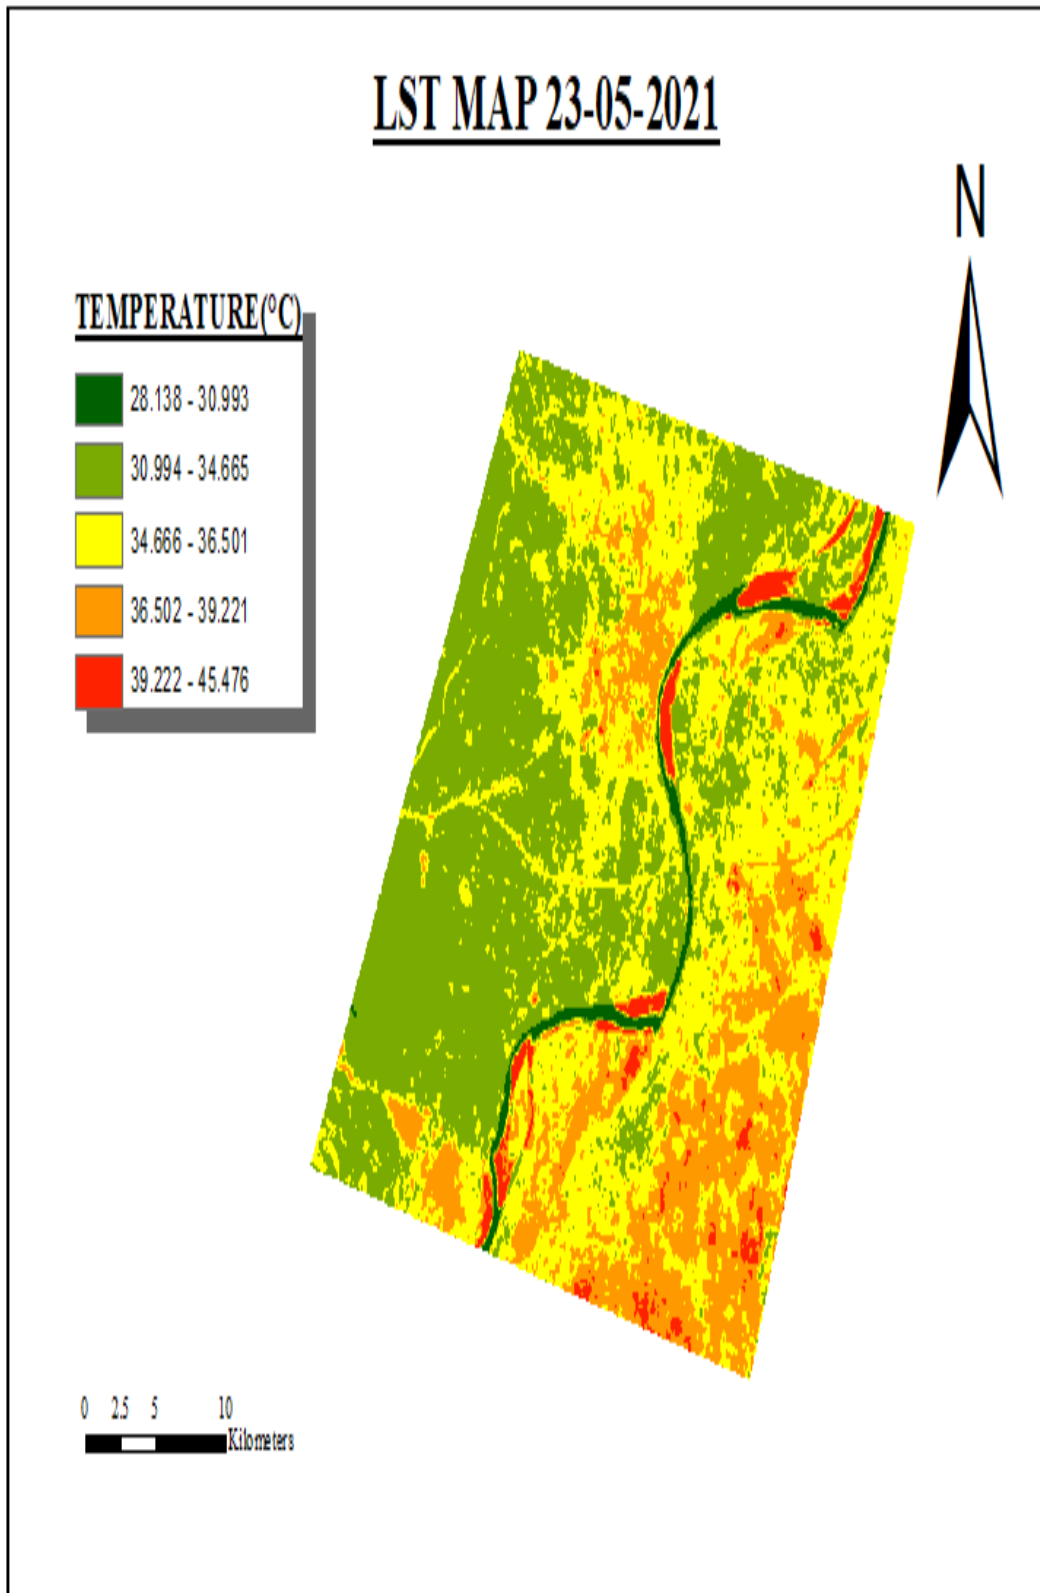 LST MAP 23-05-2021
N
TEMPERATURE(°C)
28.138 - 30.993
30.994 - 34.665
34.666 - 36.501
36.502 - 39.221
39.222 - 45.476
0 2.5 5 10
Kilometers